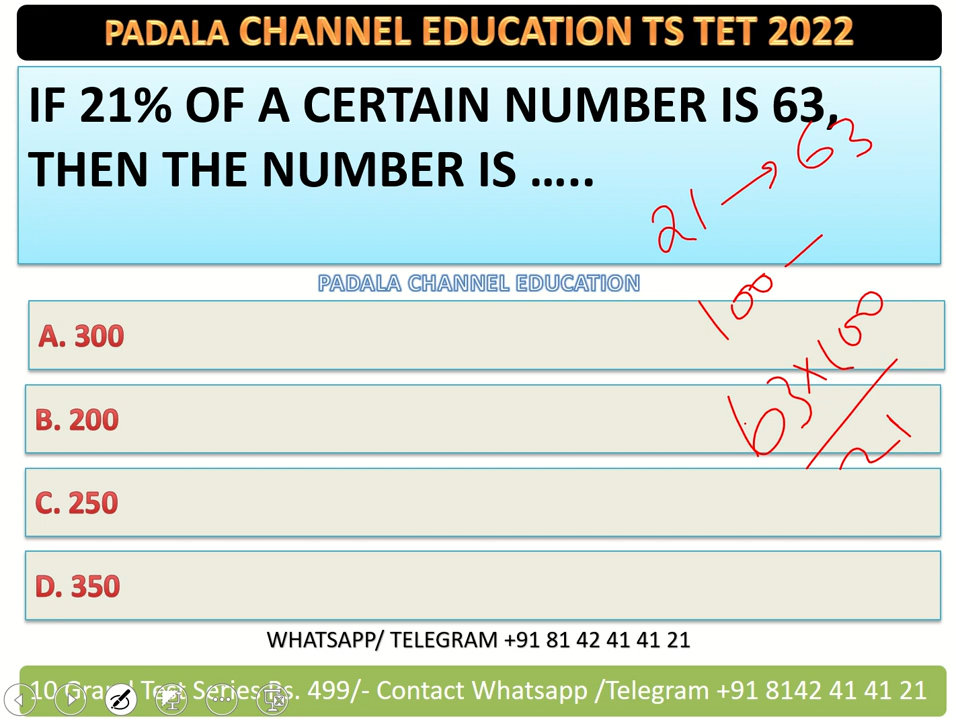 PADALA CHANNEL EDUCATION TS TET 2022
IF 21% OF A CERTAIN NUMBER IS 63,
THEN THE NUMBER IS .....
21 → 63
100 —
PADALA CHANNEL EDUCATION
A. 300
63×100
21
B. 200
C. 250
D. 350
WHATSAPP/ TELEGRAM +91 81 42 41 41 21
10 Grand Test Series Rs. 499/- Contact Whatsapp /Telegram +91 8142 41 41 21